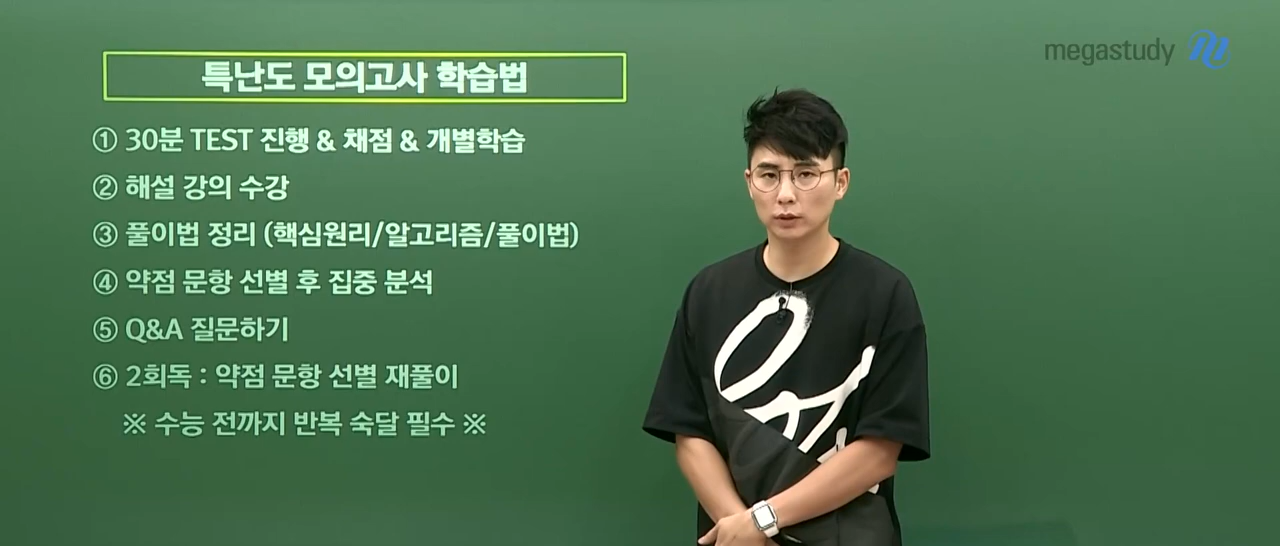 megastudy
특난도 모의고사 학습법
① 30분 TEST 진행 & 채점 & 개별학습
② 해설 강의 수강
③ 풀이법 정리 (핵심원리/알고리즘/풀이법)
④ 약점 문항 선별 후 집중 분석
⑤ Q&A 질문하기
⑥ 2회독 : 약점 문항 선별 재풀이
※ 수능 전까지 반복 숙달 필수 ※